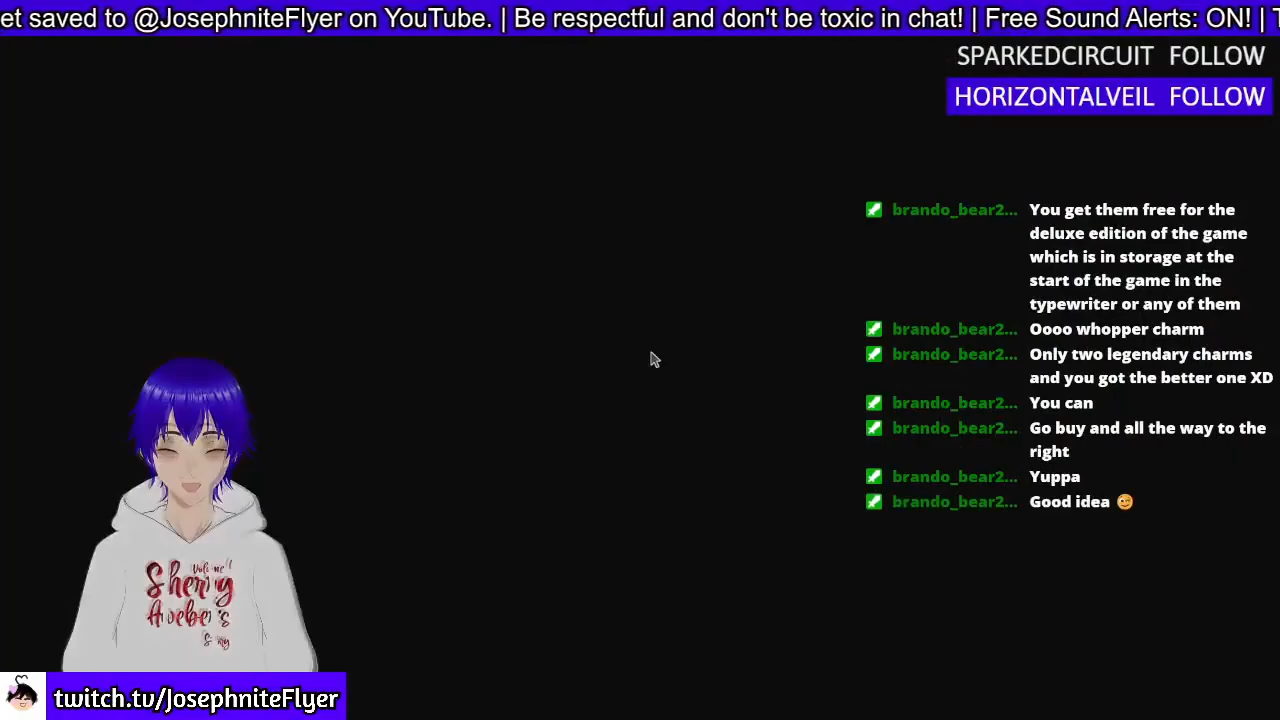 et saved to @JosephniteFlyer on YouTube. | Be respectful and don't be toxic in chat! | Free Sound Alerts: ON! |
SPARKEDCIRCUIT FOLLOW
HORIZONTALVEIL FOLLOW
brando_bear2... You get them free for the
deluxe edition of the game
which is in storage at the
start of the game in the
typewriter or any of them
brando_bear2... Oooo whopper charm
brando_bear2... Only two legendary charms
and you got the better one XD
brando_bear2... You can
brando_bear2... Go buy and all the way to the
right
brando_bear2... Yuppa
brando_bear2... Good idea 😉
Sherry
twitch.tv/JosephniteFlyer